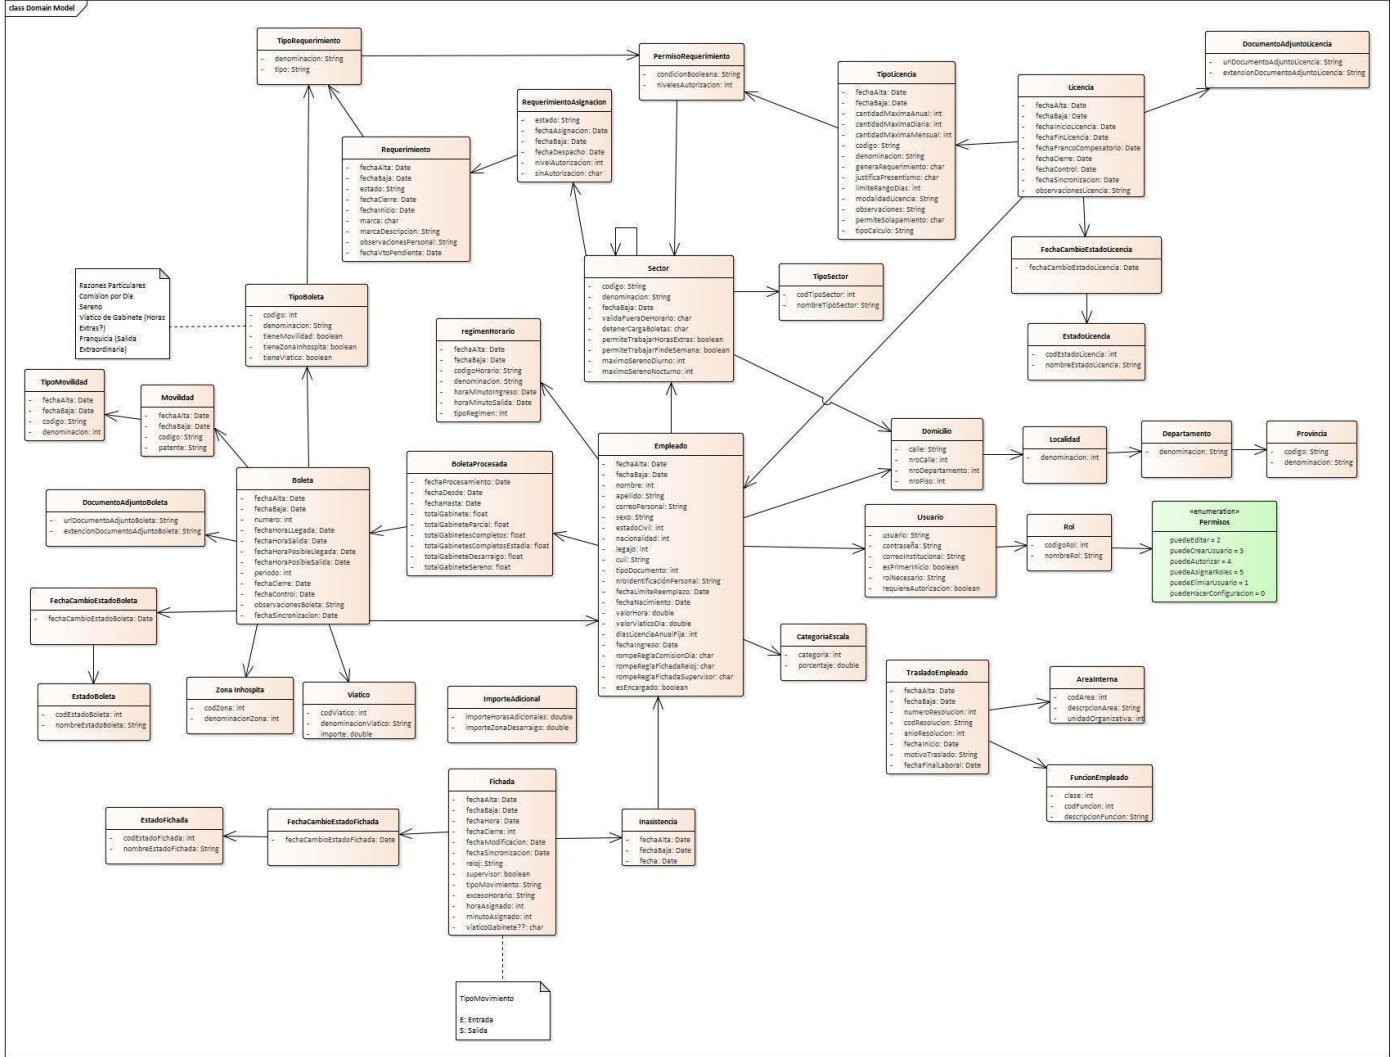 class Domain Model
TipoRequerimiento
- denominacion: String
- tipo: String
PermisoRequerimiento
- condicionBooleana: String
- nivelesAutorizacion: int
TipoLicencia
- fechaAlta: Date
- fechaBaja: Date
- cantidadMaximaAnual: int
- cantidadMaximaDiaria: int
- cantidadMaximaMensual: int
- codigo: String
- denominacion: String
- generaRequerimiento: char
- justificaPresentismo: char
- limiteRangoDias: int
- modalidadLicencia: String
- observaciones: String
- permiteSolapamiento: char
- tipoCalculo: String
Licencia
- fechaAlta: Date
- fechaBaja: Date
- fechaInicioLicencia: Date
- fechaFinLicencia: Date
- fechaFrancoCompesatorio: Date
- fechaCierre: Date
- fechaControl: Date
- fechaSincronizacion: Date
- observacionesLicencia: String
DocumentoAdjuntoLicencia
- urlDocumentoAdjuntoLicencia: String
- extensionDocumentoAdjuntoLicencia: String
RequerimientoAsignacion
- estado: String
- fechaAsignacion: Date
- fechaBaja: Date
- fechaDespacho: Date
- nivelAutorizacion: int
- sinAutorizacion: char
Requerimiento
- fechaAlta: Date
- fechaBaja: Date
- estado: String
- fechaCierre: Date
- fechaInicio: Date
- marca: char
- marcaDescripcion: String
- observacionesPersonal: String
- fechaVtoPendiente: Date
FechaCambioEstadoLicencia
- fechaCambioEstadoLicencia: Date
EstadoLicencia
- codEstadoLicencia: int
- nombreEstadoLicencia: String
Sector
- codigo: String
- denominacion: String
- fechaBaja: Date
- validaFueraDeHorario: char
- detenerCargaBoletas: char
- permiteTrabajarHorasExtras: boolean
- permiteTrabajarFindeSemana: boolean
- maximoSerenoDiurno: int
- maximoSerenoNocturno: int
TipoSector
- codTipoSector: int
- nombreTipoSector: String
Razones Particulares
Comision por Dia
Sereno
Viatico de Gabinete (Horas
Extras?)
Franquicia (Salida
Extraordinaria)
TipoBoleta
- codigo: int
- denominacion: String
- tieneMovilidad: boolean
- tieneZonaInhospita: boolean
- tieneViatico: boolean
regimenHorario
- fechaAlta: Date
- fechaBaja: Date
- codigoHorario: String
- denominacion: String
- horaMinutoIngreso: Date
- horaMinutoSalida: Date
- tipoRegimen: int
TipoMovilidad
- fechaAlta: Date
- fechaBaja: Date
- codigo: String
- denominacion: int
Movilidad
- fechaAlta: Date
- fechaBaja: Date
- codigo: String
- patente: String
Domicilio
- calle: String
- nroCalle: int
- nroDepartamento: int
- nroPiso: int
Localidad
- denominacion: int
Departamento
- denominacion: String
Provincia
- codigo: String
- denominacion: String
Boleta
- fechaAlta: Date
- fechaBaja: Date
- numero: int
- fechaHoraLLegada: Date
- fechaHoraSalida: Date
- fechaHoraPosibleLlegada: Date
- fechaHoraPosibleSalida: Date
- periodo: int
- fechaCierre: Date
- fechaControl: Date
- observacionesBoleta: String
- fechaSincronizacion: Date
BoletaProcesada
- fechaProcesamiento: Date
- fechaDesde: Date
- fechaHasta: Date
- totalGabinete: float
- totalGabineteParcial: float
- totalGabinetesCompletos: float
- totalGabinetesCompletosEstadia: float
- totalGabineteDesarraigo: float
- totalGabineteSereno: float
Empleado
- fechaAlta: Date
- fechaBaja: Date
- nombre: int
- apellido: String
- correoPersonal: String
- sexo: String
- estadoCivil: int
- nacionalidad: int
- legajo: int
- cuil: String
- tipoDocumento: int
- nroIdentificaciónPersonal: String
- fechaLimiteReemplazo: Date
- fechaNacimiento: Date
- valorHora: double
- valorViaticoDia: double
- diasLicenciaAnualFija: int
- fechaIngreso: Date
- rompeReglaComisionDia: char
- rompeReglaFichadaReloj: char
- rompeReglaFichadaSupervisor: char
- esEncargado: boolean
DocumentoAdjuntoBoleta
- urlDocumentoAdjuntoBoleta: String
- extencionDocumentoAdjuntoBoleta: String
Usuario
- usuario: String
- contraseña: String
- correoInstitucional: String
- esPrimerInicio: boolean
- rolNecesario: String
- requiereAutorizacion: boolean
Rol
- codigoRol: int
- nombreRol: String
«enumeration»
Permisos
puedeEditar = 2
puedeCrearUsuario = 3
puedeAutorizar = 4
puedeAsignarRoles = 5
puedeElimiarUsuario = 1
puedeHacerConfiguracion = 0
FechaCambioEstadoBoleta
- fechaCambioEstadoBoleta: Date
EstadoBoleta
- codEstadoBoleta: int
- nombreEstadoBoleta: String
Zona Inhospita
- codZona: int
- denominacionZona: int
Viatico
- codViatico: int
- denominacionViatico: String
- importe: double
ImporteAdicional
- importeHorasAdicionales: double
- importeZonaDesarraigo: double
CategoriaEscala
- categoria: int
- porcentaje: double
TrasladoEmpleado
- fechaAlta: Date
- fechaBaja: Date
- numeroResolucion: int
- codResolucion: String
- anioResolucion: int
- fechaInicio: Date
- motivoTraslado: String
- fechaFinalLaboral: Date
AreaInterna
- codArea: int
- descrpcionArea: String
- unidadOrganizativa: int
FuncionEmpleado
- clase: int
- codFuncion: int
- descripcionFuncion: String
EstadoFichada
- codEstadoFichada: int
- nombreEstadoFichada: String
FechaCambioEstadoFichada
- fechaCambioEstadoFichada: Date
Fichada
- fechaAlta: Date
- fechaBaja: Date
- fechaHora: Date
- fechaCierre: int
- fechaModificacion: Date
- fechaSincronizacion: Date
- reloj: String
- supervisor: boolean
- tipoMovimiento: String
- excesoHorario: String
- horaAsignado: int
- minutoAsignado: int
- viaticoGabinete??: char
Inasistencia
- fechaAlta: Date
- fechaBaja: Date
- fecha: Date
TipoMovimiento
E: Entrada
S: Salida